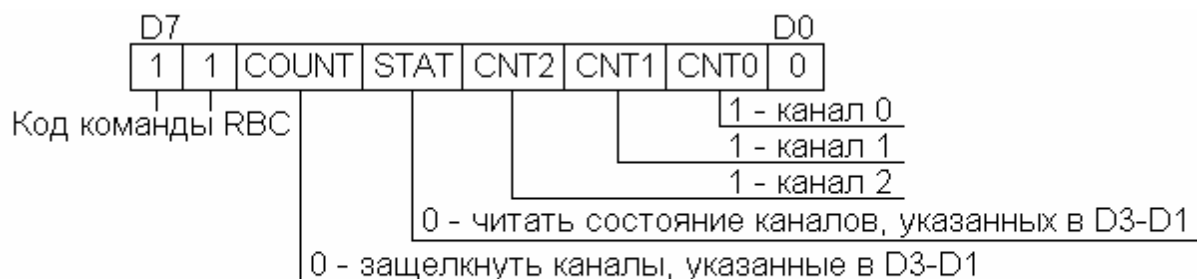 D7 D0
1 1 COUNT STAT CNT2 CNT1 CNT0 0
1 - канал 0
Код команды RBC
1 - канал 1
1 - канал 2
0 - читать состояние каналов, указанных в D3-D1
0 - защелкнуть каналы, указанные в D3-D1